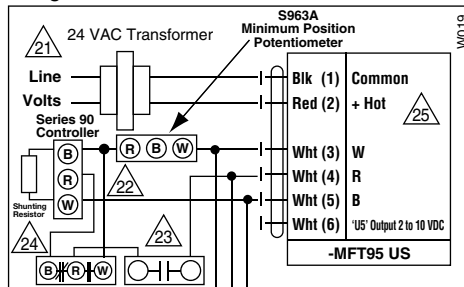 S963A
Minimum Position
Potentiometer
W019
21
24 VAC Transformer
Line
Volts
Blk (1) Common
Red (2) + Hot
25
Series 90
Controller
B
R
W
R B W
22
Wht (3) W
Wht (4) R
Wht (5) B
Wht (6) 'U5' Output 2 to 10 VDC
Shunting
Resistor
24
23
B R W
-MFT95 US